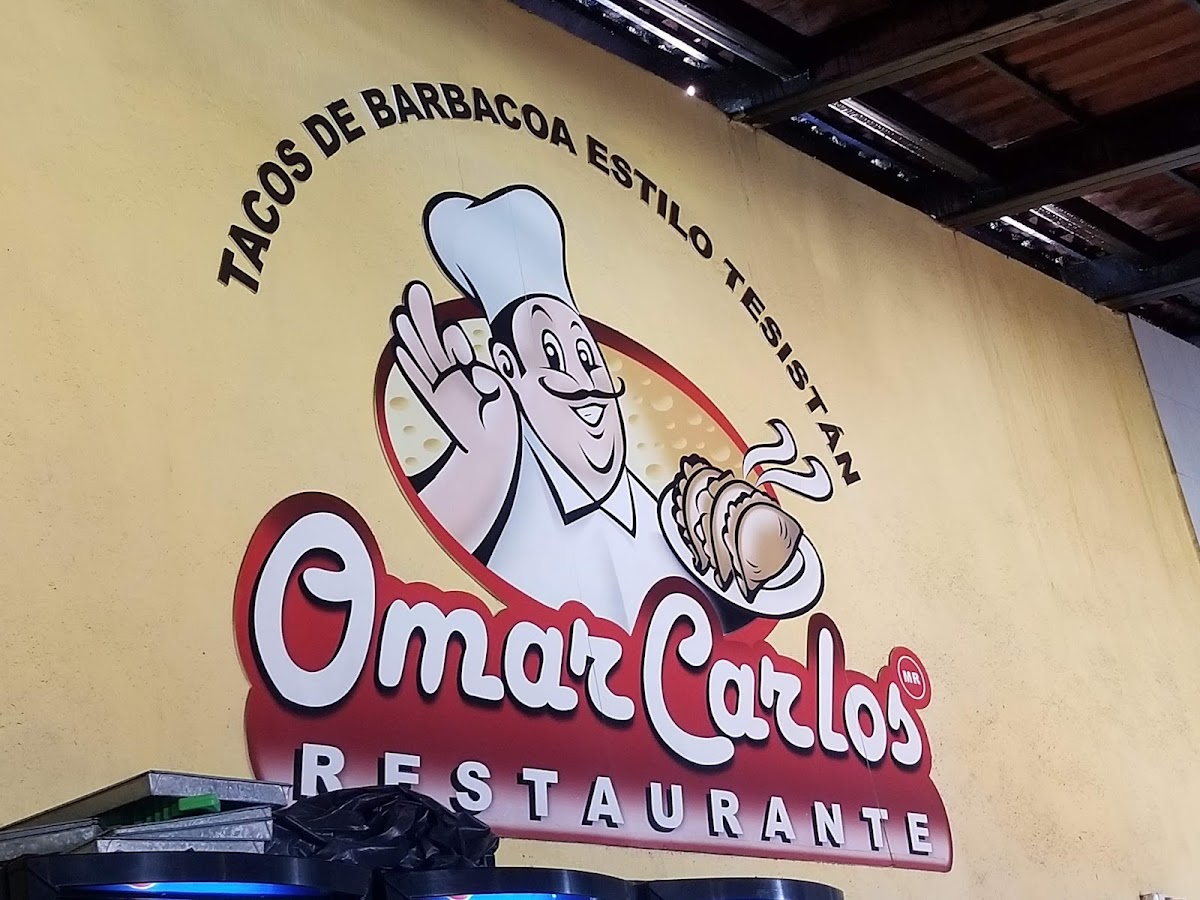 TACOS DE BARBACOA ESTILO TESISTÁN
Omar Carlos MR
RESTAURANTE